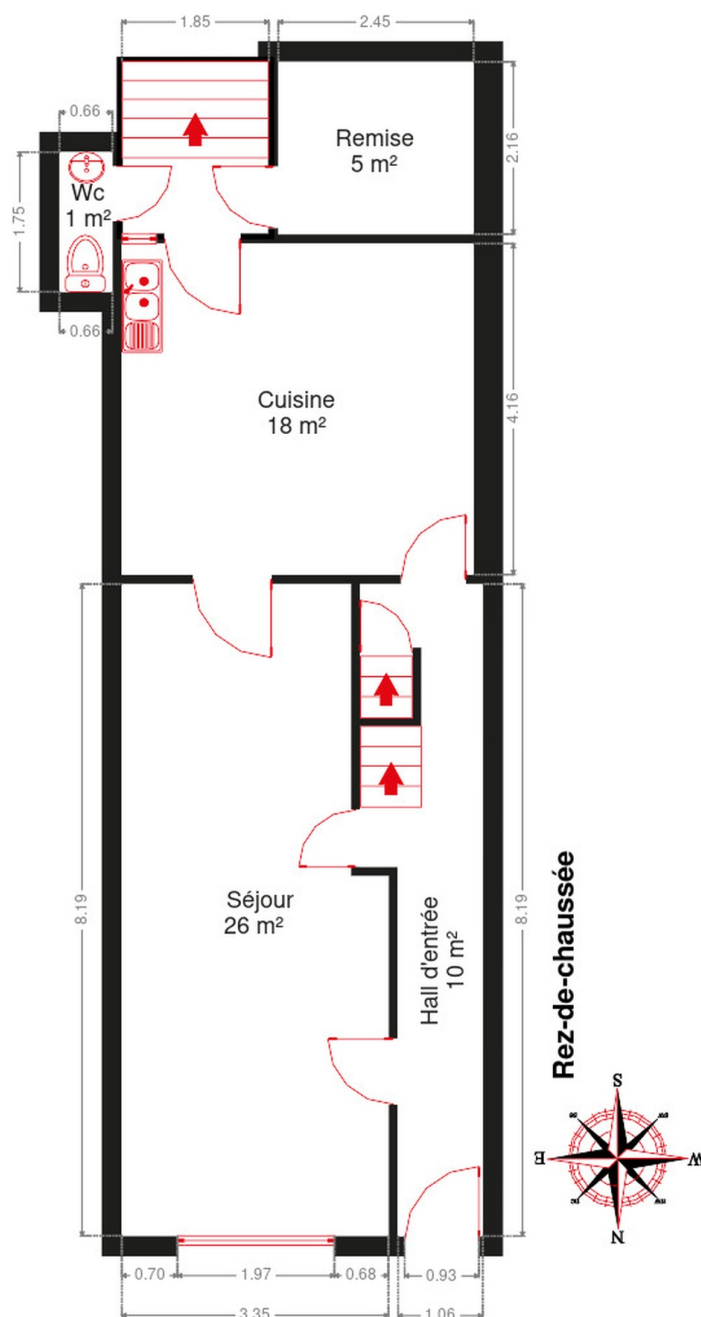 1.85
2.45
0.66
Remise
5 m²
2.16
Wc
1 m²
1.75
0.66
Cuisine
18 m²
4.16
8.19
Séjour
26 m²
Hall d'entrée
10 m²
8.19
Rez-de-chaussée
S
E
W
N
0.70
1.97
0.68
0.93
3.35
1.06